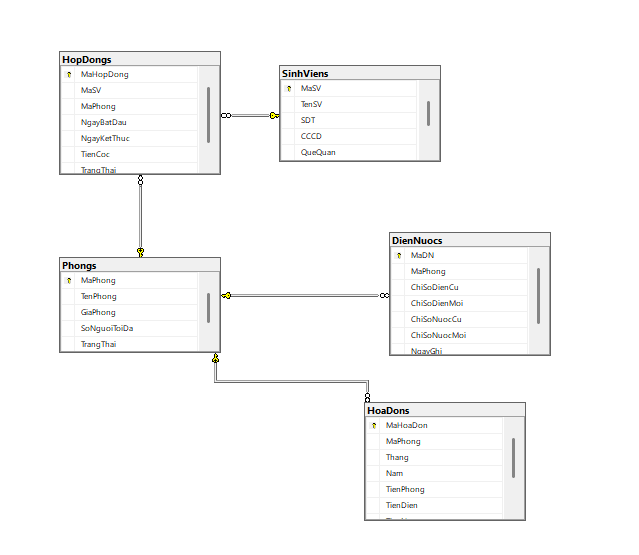 HopDongs
MaHopDong
MaSV
MaPhong
NgayBatDau
NgayKetThuc
TienCoc
TrangThai
SinhViens
MaSV
TenSV
SDT
CCCD
QueQuan
Phongs
MaPhong
TenPhong
GiaPhong
SoNguoiToiDa
TrangThai
DienNuocs
MaDN
MaPhong
ChiSoDienCu
ChiSoDienMoi
ChiSoNuocCu
ChiSoNuocMoi
NgayGhi
HoaDons
MaHoaDon
MaPhong
Thang
Nam
TienPhong
TienDien